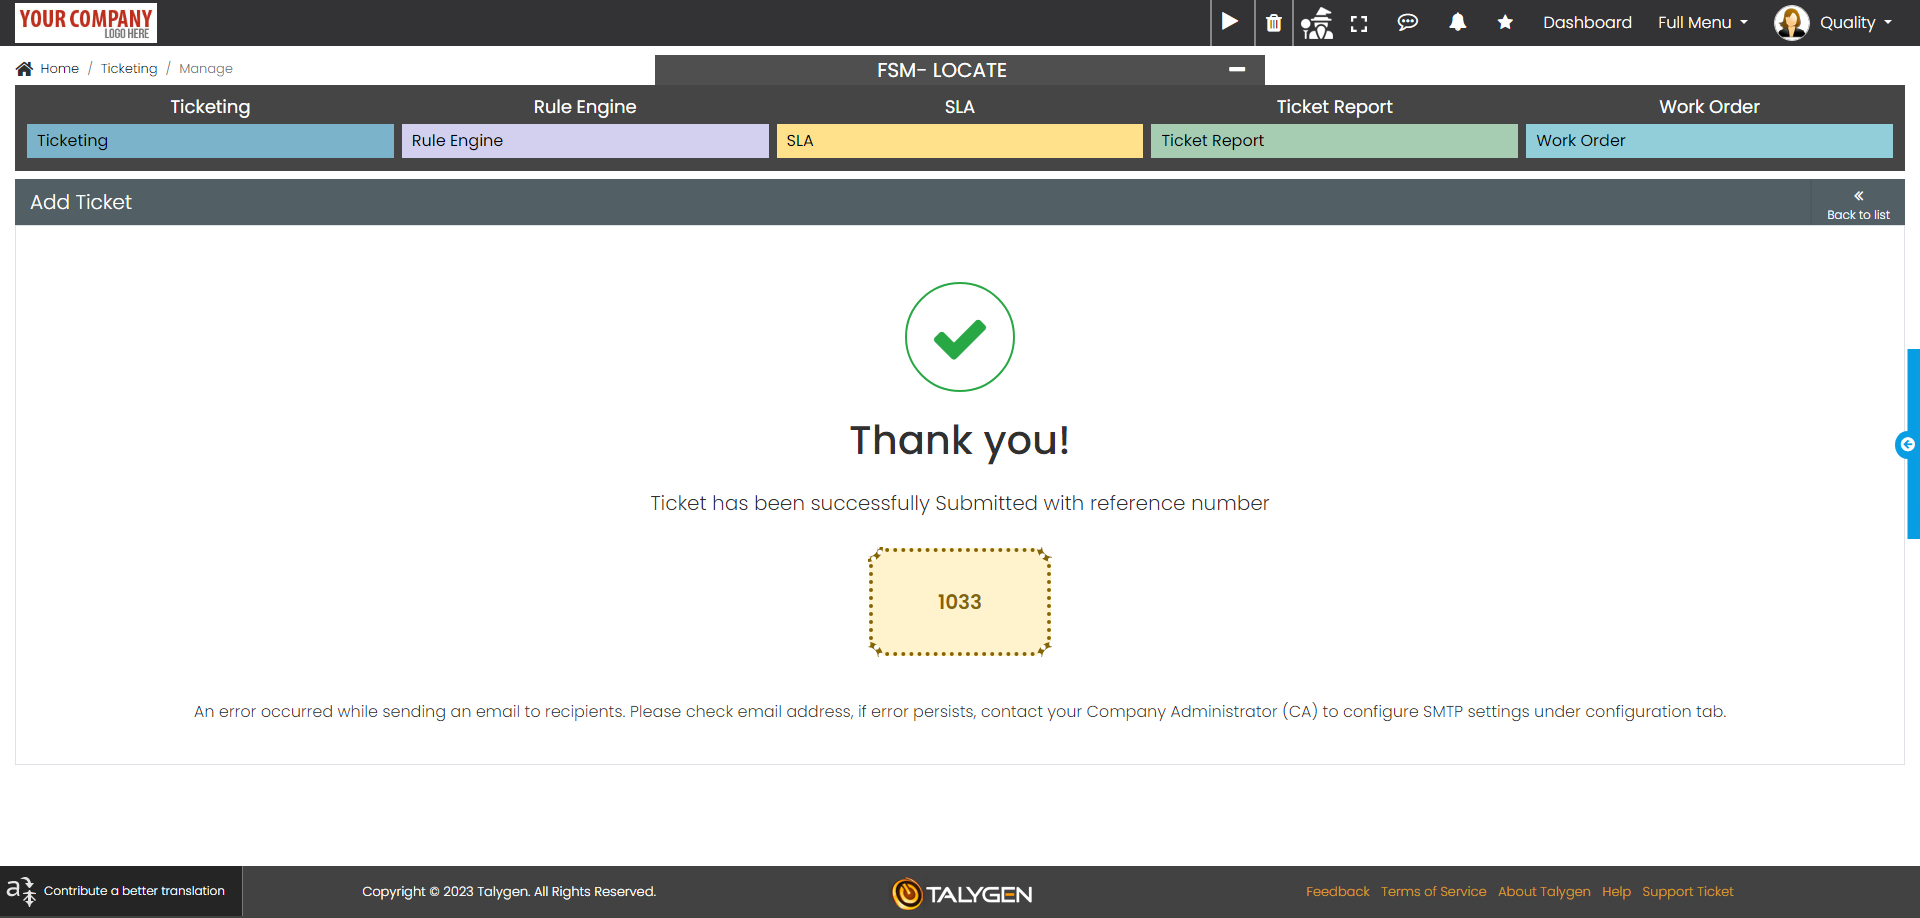 YOUR COMPANY
LOGO HERE
Dashboard
Full Menu
Quality
Home / Ticketing / Manage
FSM- LOCATE
Ticketing
Rule Engine
SLA
Ticket Report
Work Order
Ticketing
Rule Engine
SLA
Ticket Report
Work Order
Add Ticket
Back to list
Thank you!
Ticket has been successfully Submitted with reference number
1033
An error occurred while sending an email to recipients. Please check email address, if error persists, contact your Company Administrator (CA) to configure SMTP settings under configuration tab.
Contribute a better translation
Copyright © 2023 Talygen. All Rights Reserved.
TALYGEN
Feedback
Terms of Service
About Talygen
Help
Support Ticket